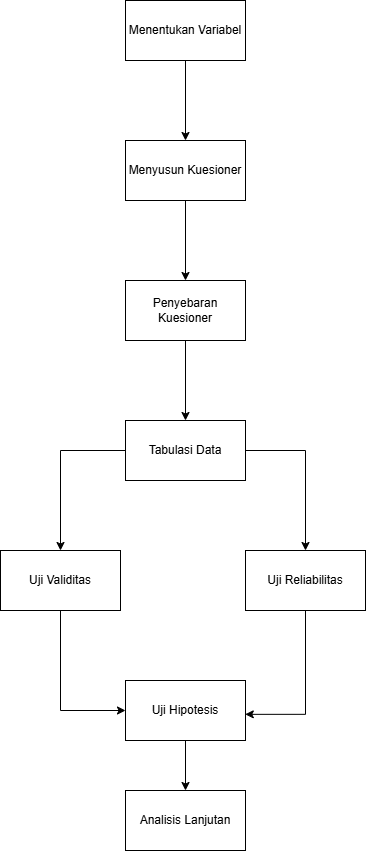 Menentukan Variabel
Menyusun Kuesioner
Penyebaran
Kuesioner
Tabulasi Data
Uji Validitas
Uji Reliabilitas
Uji Hipotesis
Analisis Lanjutan